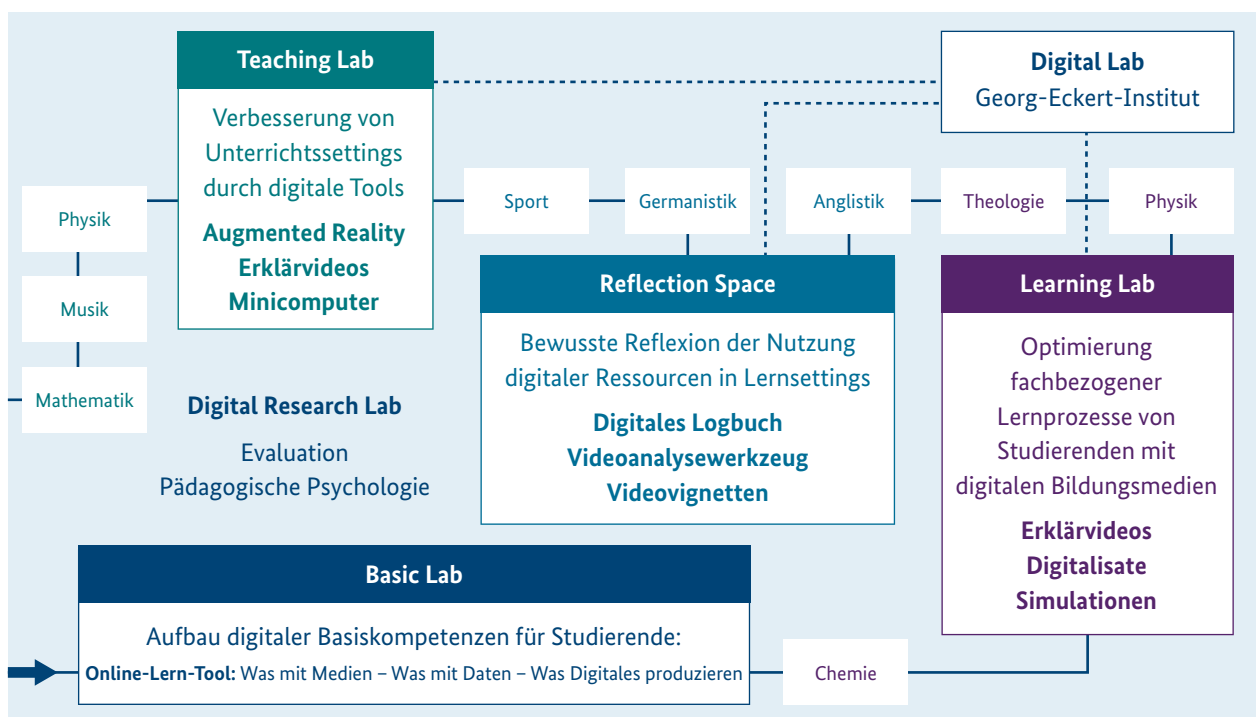 Teaching Lab
Verbesserung von
Unterrichtssettings
durch digitale Tools
Augmented Reality
Erklärvideos
Minicomputer
Digital Lab
Georg-Eckert-Institut
Physik
Musik
Mathematik
Sport
Germanistik
Anglistik
Theologie
Physik
Digital Research Lab
Evaluation
Pädagogische Psychologie
Reflection Space
Bewusste Reflexion der Nutzung
digitaler Ressourcen in Lernsettings
Digitales Logbuch
Videoanalysewerkzeug
Videovignetten
Learning Lab
Optimierung
fachbezogener
Lernprozesse von
Studierenden mit
digitalen Bildungsmedien
Erklärvideos
Digitalisate
Simulationen
Basic Lab
Aufbau digitaler Basiskompetenzen für Studierende:
Online-Lern-Tool: Was mit Medien – Was mit Daten – Was Digitales produzieren
Chemie